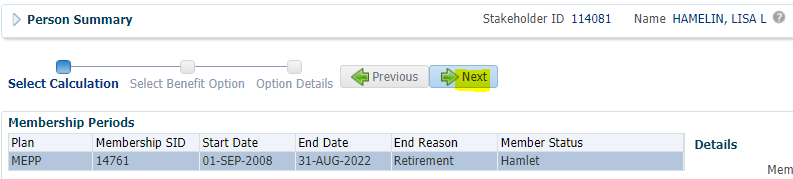 Person Summary Stakeholder ID 114081 Name HAMELIN, LISA L ?
Select Calculation Select Benefit Option Option Details Previous Next
Membership Periods
Plan Membership SID Start Date End Date End Reason Member Status Details
MEPP 14761 01-SEP-2008 31-AUG-2022 Retirement Hamlet
Mem